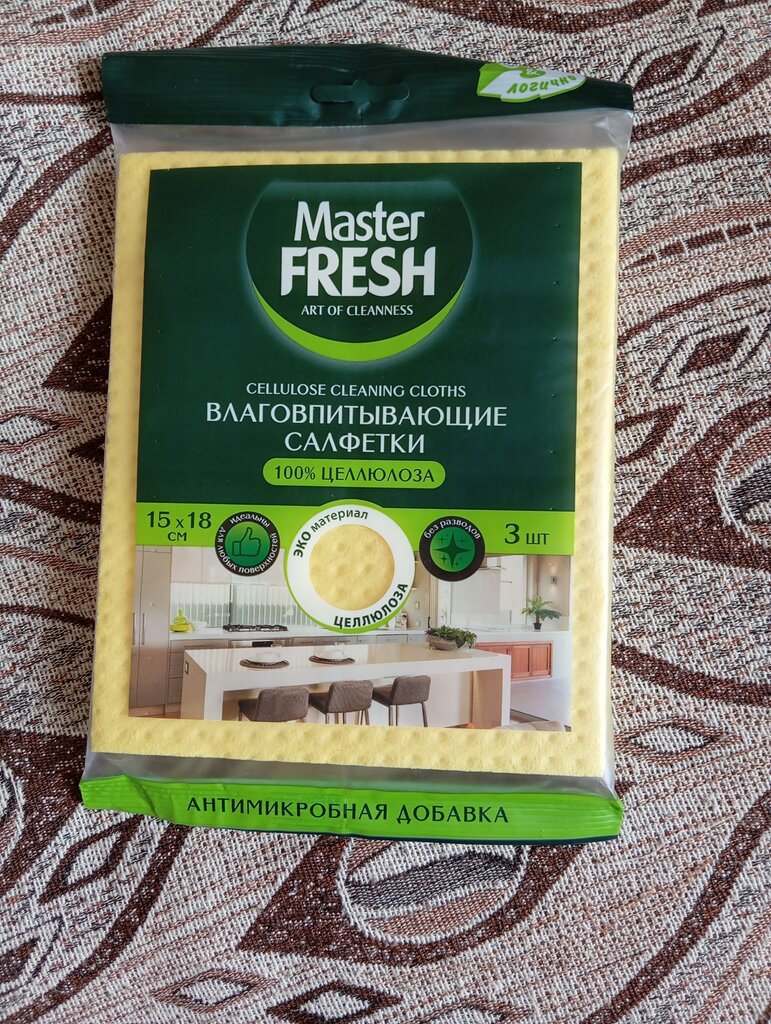 логично
Master
FRESH
ART OF CLEANNESS
CELLULOSE CLEANING CLOTHS
ВЛАГОВПИТЫВАЮЩИЕ
САЛФЕТКИ
100% ЦЕЛЛЮЛОЗА
15 х 18
см
идеальны
для любых поверхностей
ЭКО материал
ЦЕЛЛЮЛОЗА
без разводов
3 шт
АНТИМИКРОБНАЯ ДОБАВКА